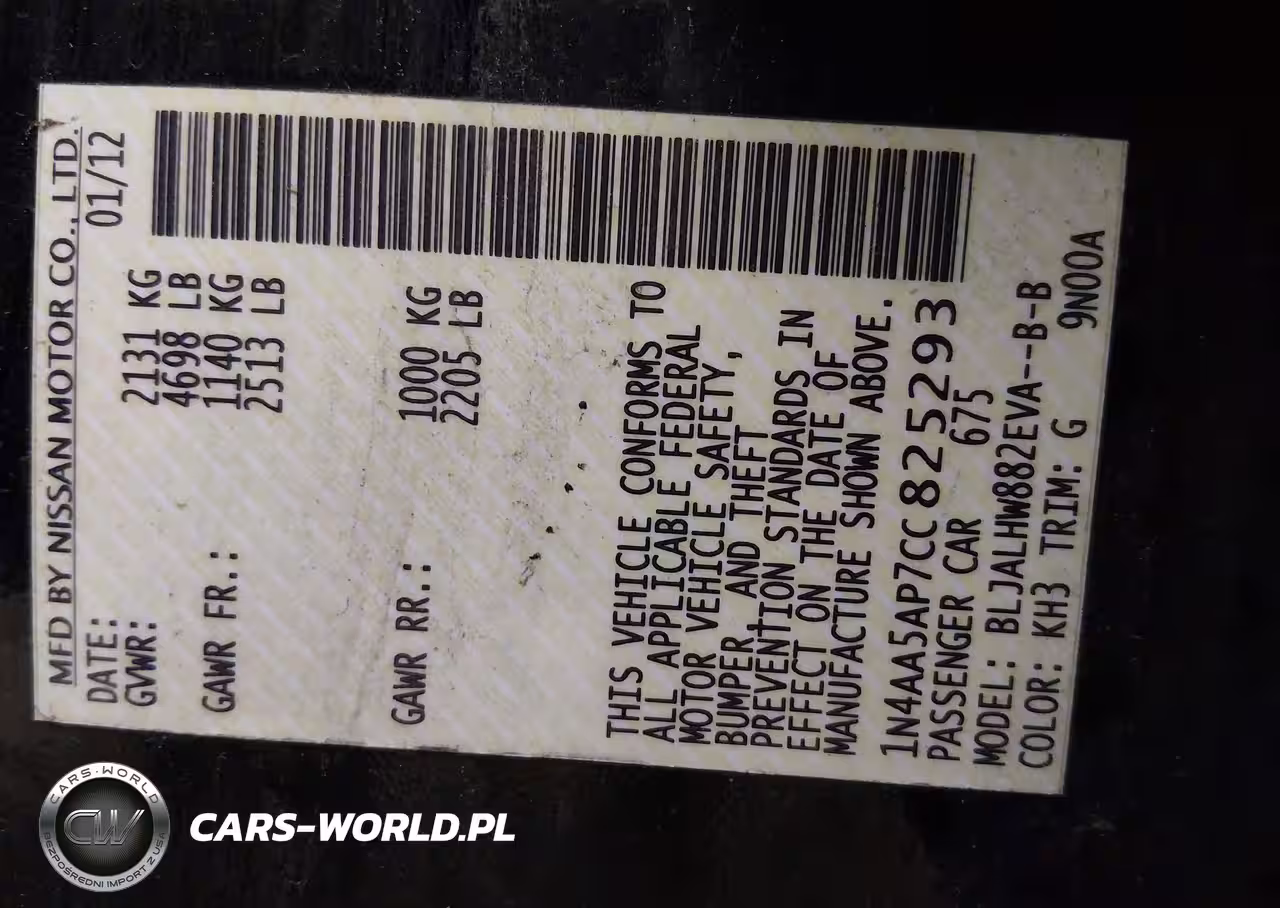 MFD BY NISSAN MOTOR CO., LTD.
DATE: 01/12
GVWR: 2131 KG
4698 LB
GAWR FR.: 1140 KG
2513 LB
GAWR RR.: 1000 KG
2205 LB
THIS VEHICLE CONFORMS TO
ALL APPLICABLE FEDERAL
MOTOR VEHICLE SAFETY,
BUMPER, AND THEFT
PREVENTION STANDARDS IN
EFFECT ON THE DATE OF
MANUFACTURE SHOWN ABOVE.
1N4AA5AP7CC825293
PASSENGER CAR 675
MODEL: BLJALHW882EVA--B-B
COLOR: KH3 TRIM: G 9N00A
CARS-WORLD
CW
BEZPOŚREDNI IMPORT Z USA
CARS-WORLD.PL